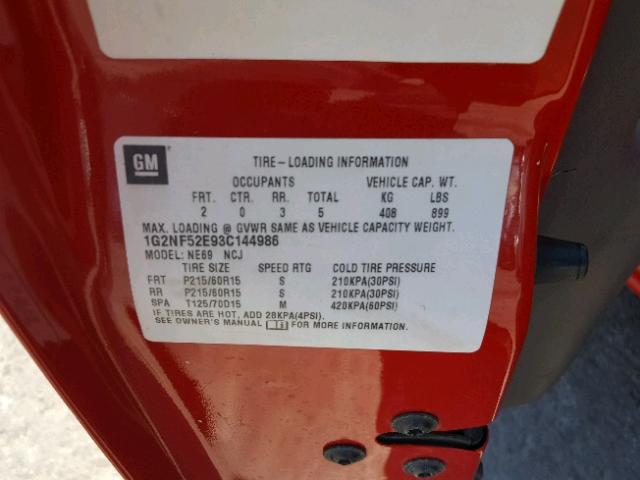 GM
TIRE-LOADING INFORMATION
OCCUPANTS VEHICLE CAP. WT.
FRT. CTR. RR. TOTAL KG LBS
2 0 3 5 408 899
MAX. LOADING @ GVWR SAME AS VEHICLE CAPACITY WEIGHT.
1G2NF52E93C144986
MODEL: NE69 NCJ
TIRE SIZE SPEED RTG COLD TIRE PRESSURE
FRT P215/60R15 S 210KPA(30PSI)
RR P215/60R15 S 210KPA(30PSI)
SPA T125/70D15 M 420KPA(60PSI)
IF TIRES ARE HOT, ADD 28KPA(4PSI).
SEE OWNER'S MANUAL FOR MORE INFORMATION.